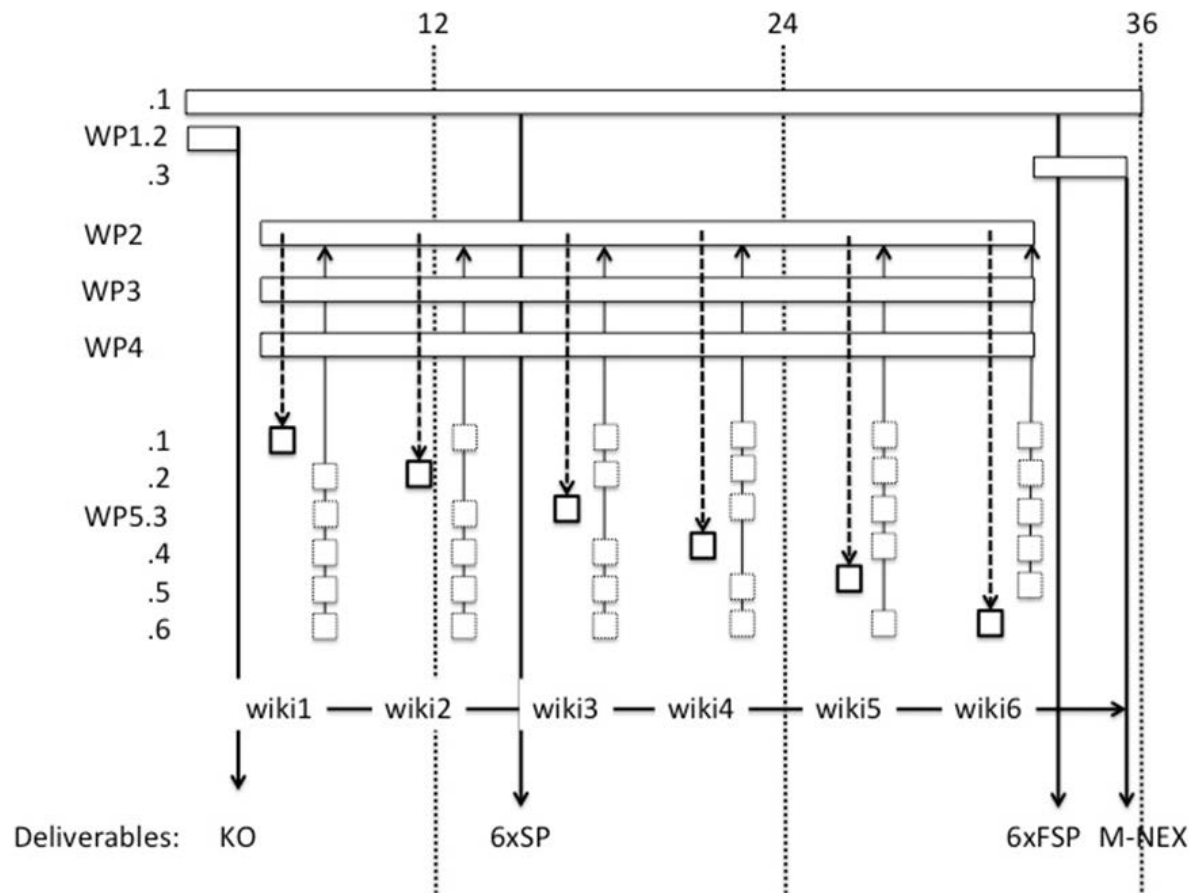 12 24 36
.1
WP1.2
.3
WP2
WP3
WP4
.1
.2
WP5.3
.4
.5
.6
wiki1 wiki2 wiki3 wiki4 wiki5 wiki6
Deliverables: KO 6xSP 6xFSP M-NEX